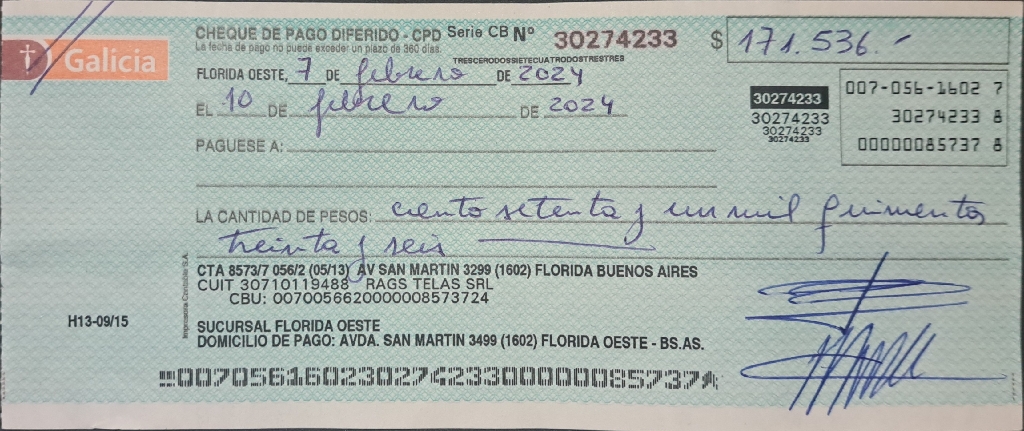 Galicia
CHEQUE DE PAGO DIFERIDO - CPD Serie CB Nº 30274233 $ 171.536.-
La fecha de pago no puede exceder un plazo de 360 días.
TRESCERODOSSIETECUATRODOSTRESTRES
FLORIDA OESTE, 7 DE febrero DE 2024
EL 10 DE febrero DE 2024
30274233
30274233
30274233
30274233
007-056-1602 7
30274233 8
00000085737 8
PAGUESE A:
LA CANTIDAD DE PESOS: ciento setenta y un mil quinientos
treinta y seis
CTA 8573/7 056/2 (05/13) AV SAN MARTIN 3299 (1602) FLORIDA BUENOS AIRES
CUIT 30710119488 RAGS TELAS SRL
CBU: 0070056620000008573724
H13-09/15
SUCURSAL FLORIDA OESTE
DOMICILIO DE PAGO: AVDA. SAN MARTIN 3499 (1602) FLORIDA OESTE - BS.AS.
00705616023027423300000085737